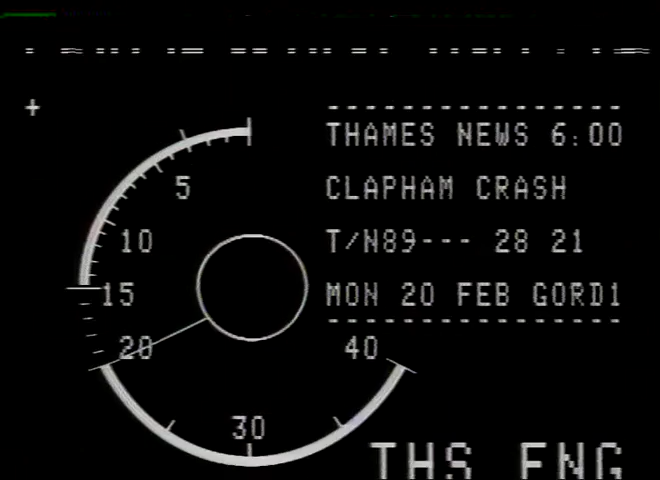 THAMES NEWS 6:00
CLAPHAM CRASH
T/N89--- 28 21
MON 20 FEB GORD1
5
10
15
20
30
40
THS ENG